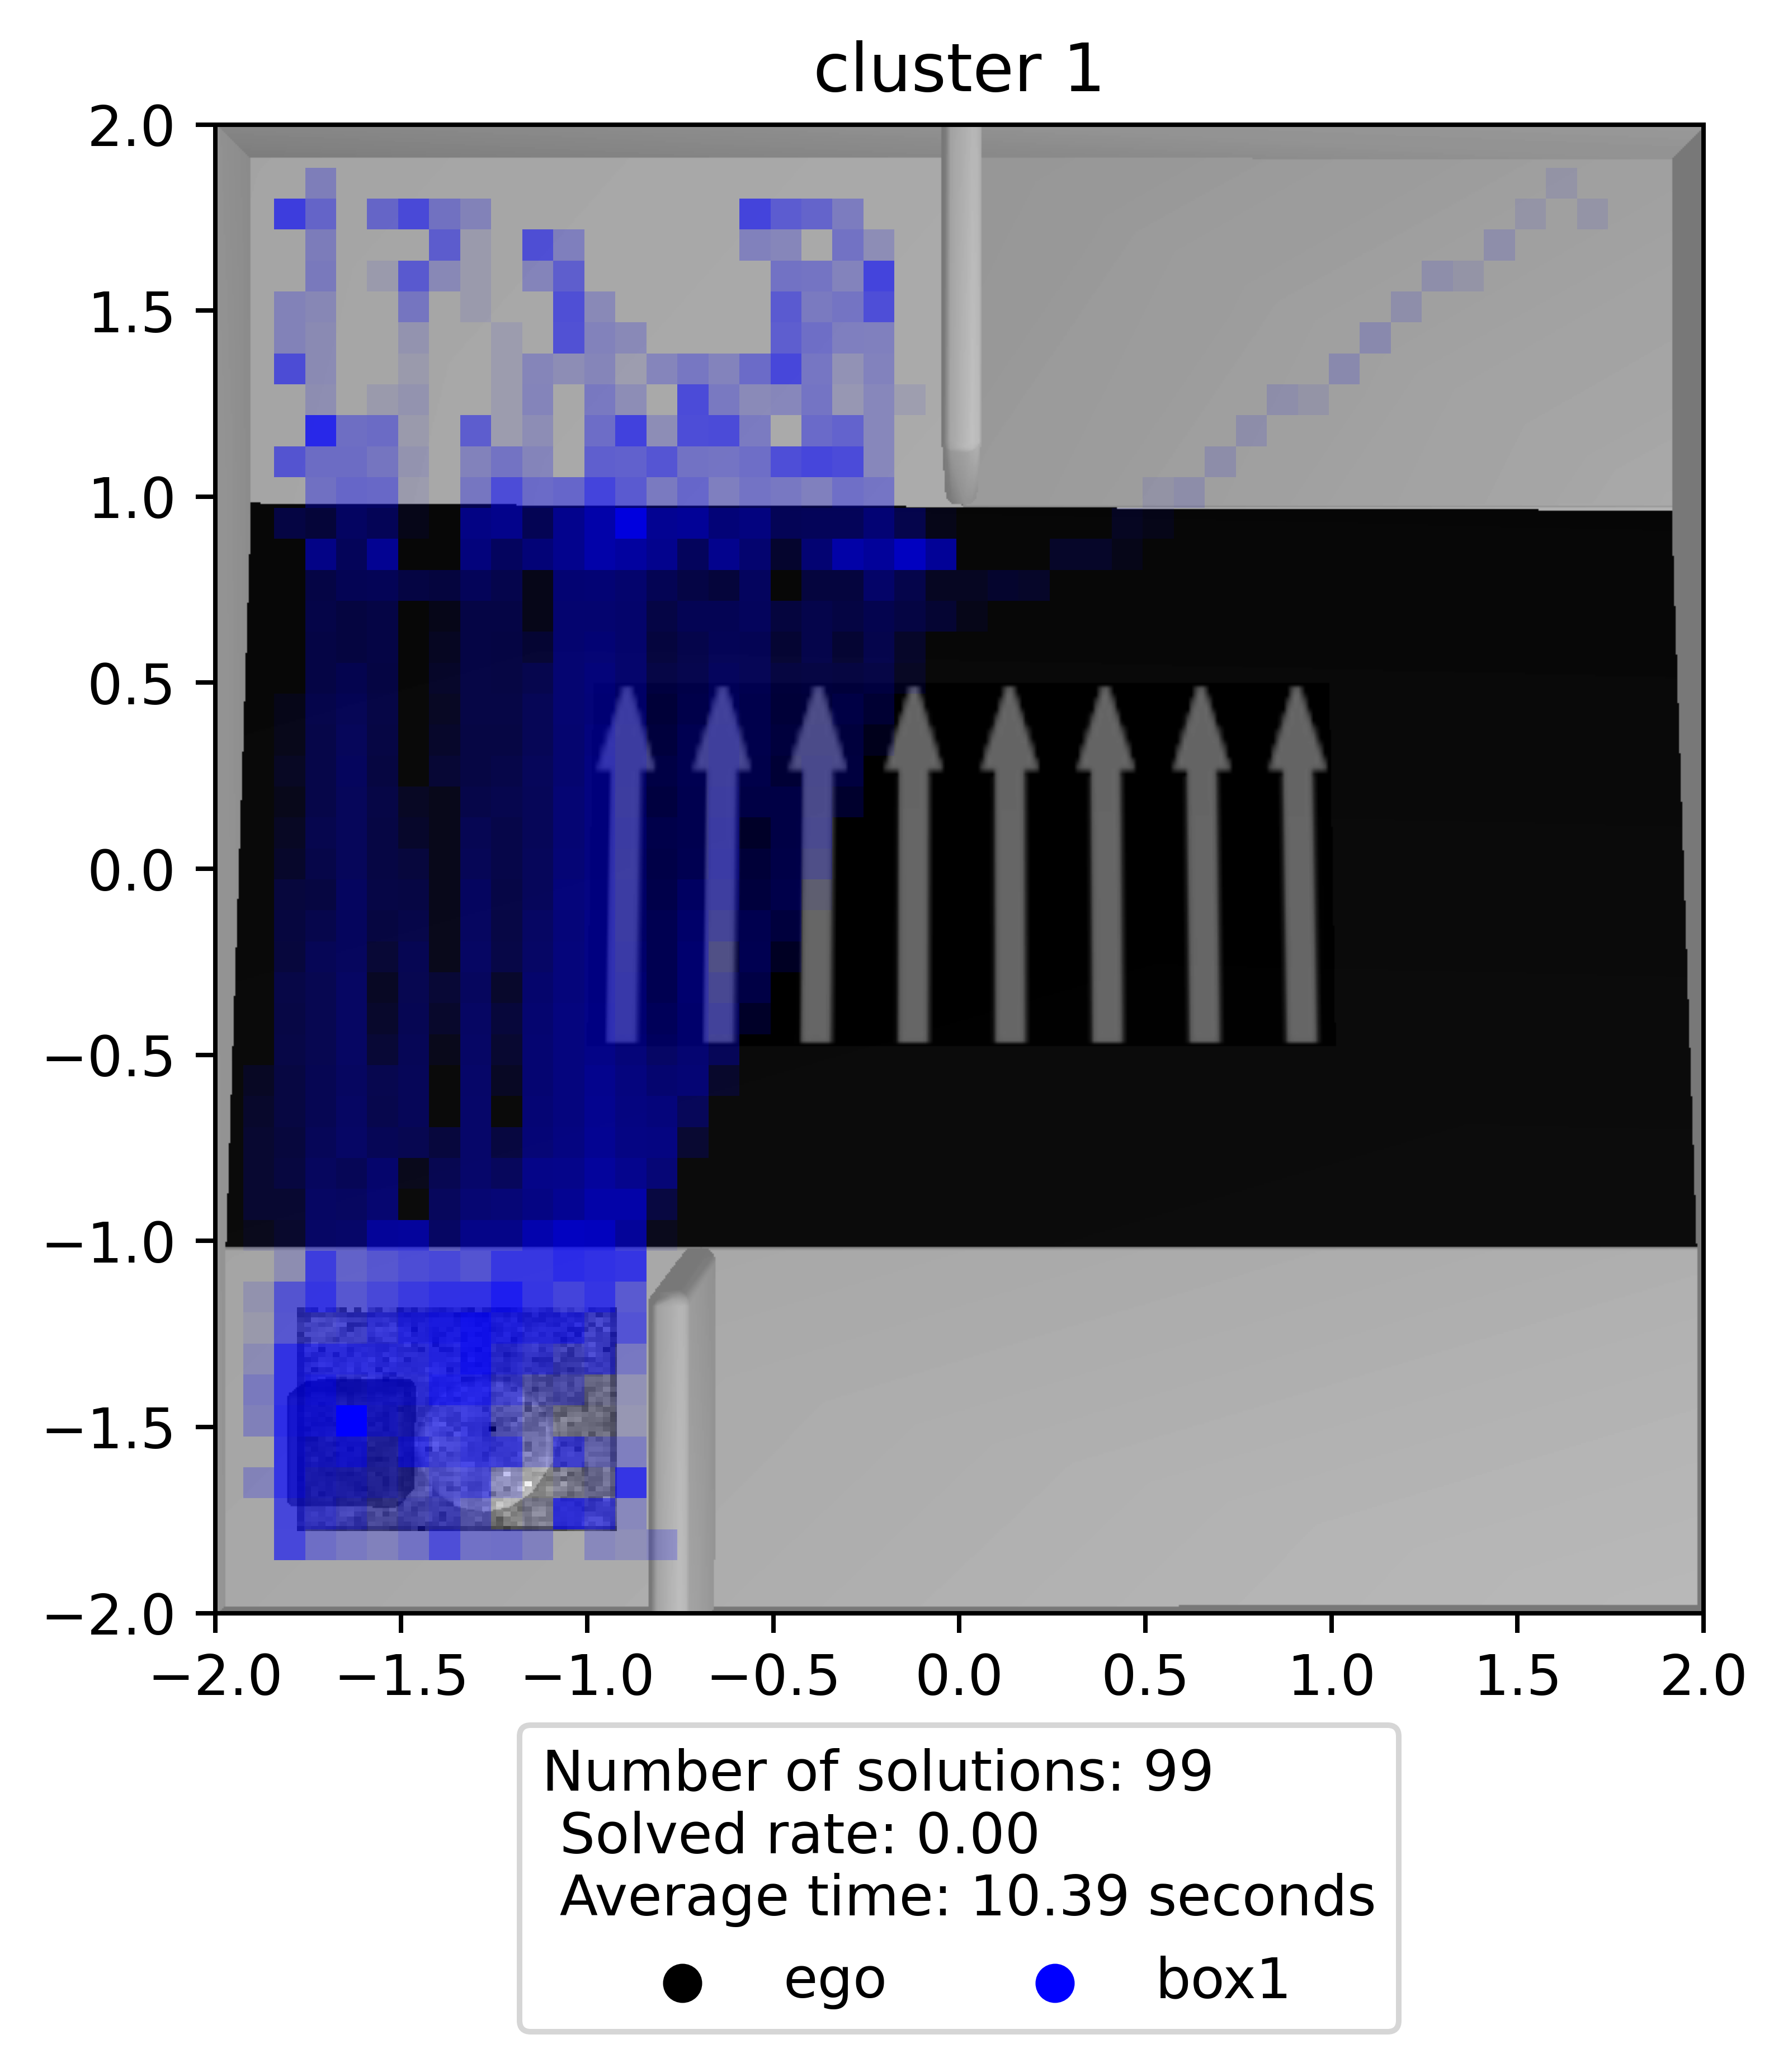 cluster 1
2.0
1.5
1.0
0.5
0.0
−0.5
−1.0
−1.5
−2.0
−2.0 −1.5 −1.0 −0.5 0.0 0.5 1.0 1.5 2.0
Number of solutions: 99
Solved rate: 0.00
Average time: 10.39 seconds
ego box1